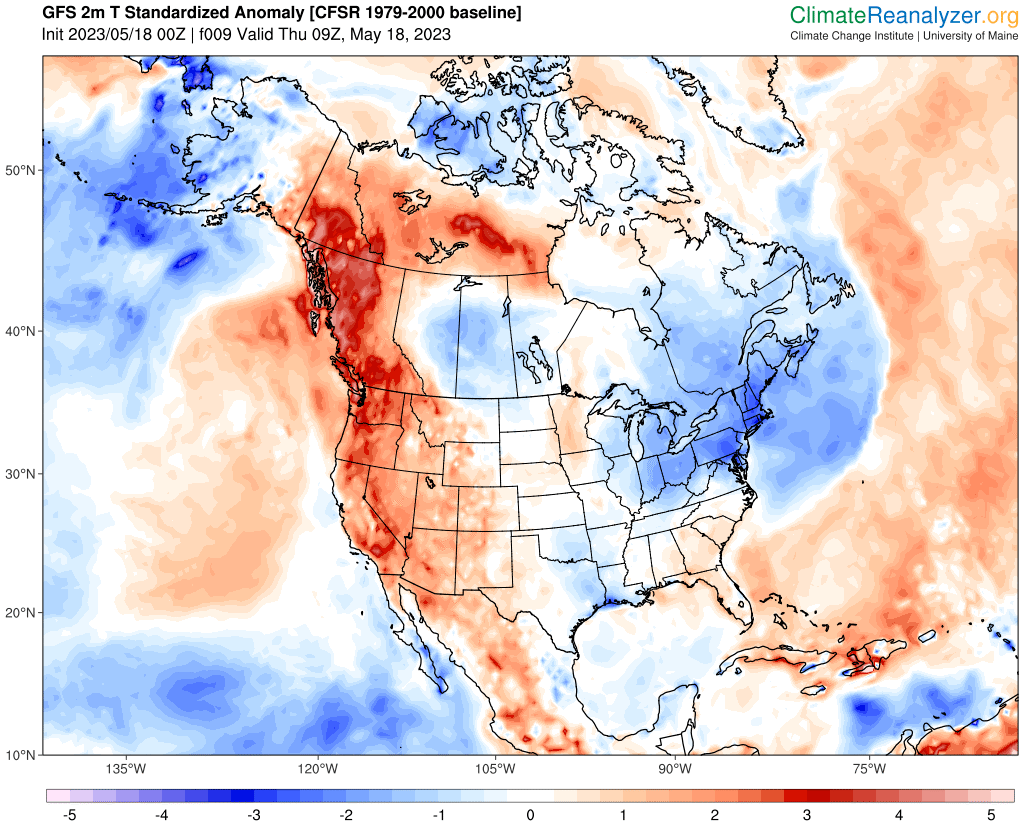 GFS 2m T Standardized Anomaly [CFSR 1979-2000 baseline]
Init 2023/05/18 00Z | f009 Valid Thu 09Z, May 18, 2023
ClimateReanalyzer.org
Climate Change Institute | University of Maine
50°N
40°N
30°N
20°N
10°N
135°W 120°W 105°W 90°W 75°W
-5 -4 -3 -2 -1 0 1 2 3 4 5